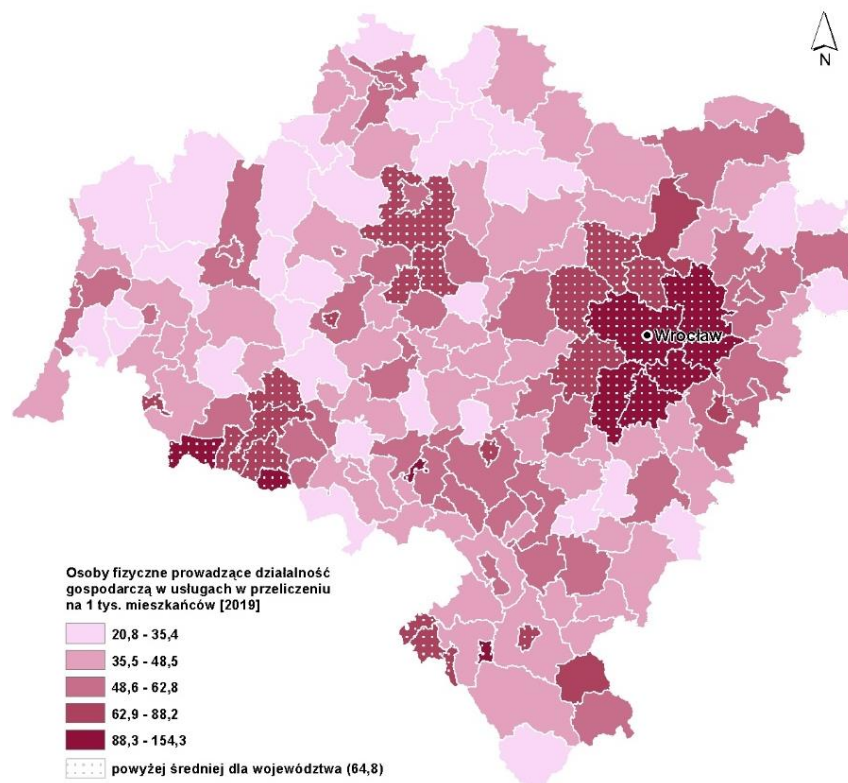 N
Wrocław
Osoby fizyczne prowadzące działalność
gospodarczą w usługach w przeliczeniu
na 1 tys. mieszkańców [2019]
20,8 - 35,4
35,5 - 48,5
48,6 - 62,8
62,9 - 88,2
88,3 - 154,3
powyżej średniej dla województwa (64,8)